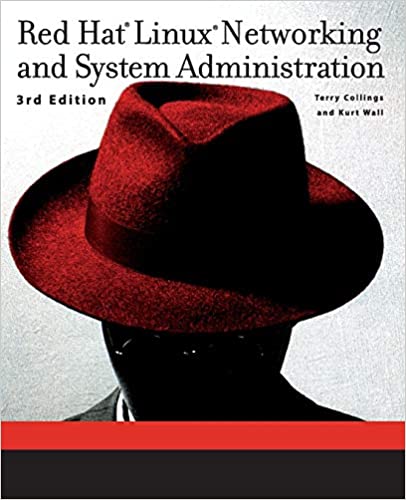 Red Hat® Linux® Networking
and System Administration
3rd Edition
Terry Collings
and Kurt Wall